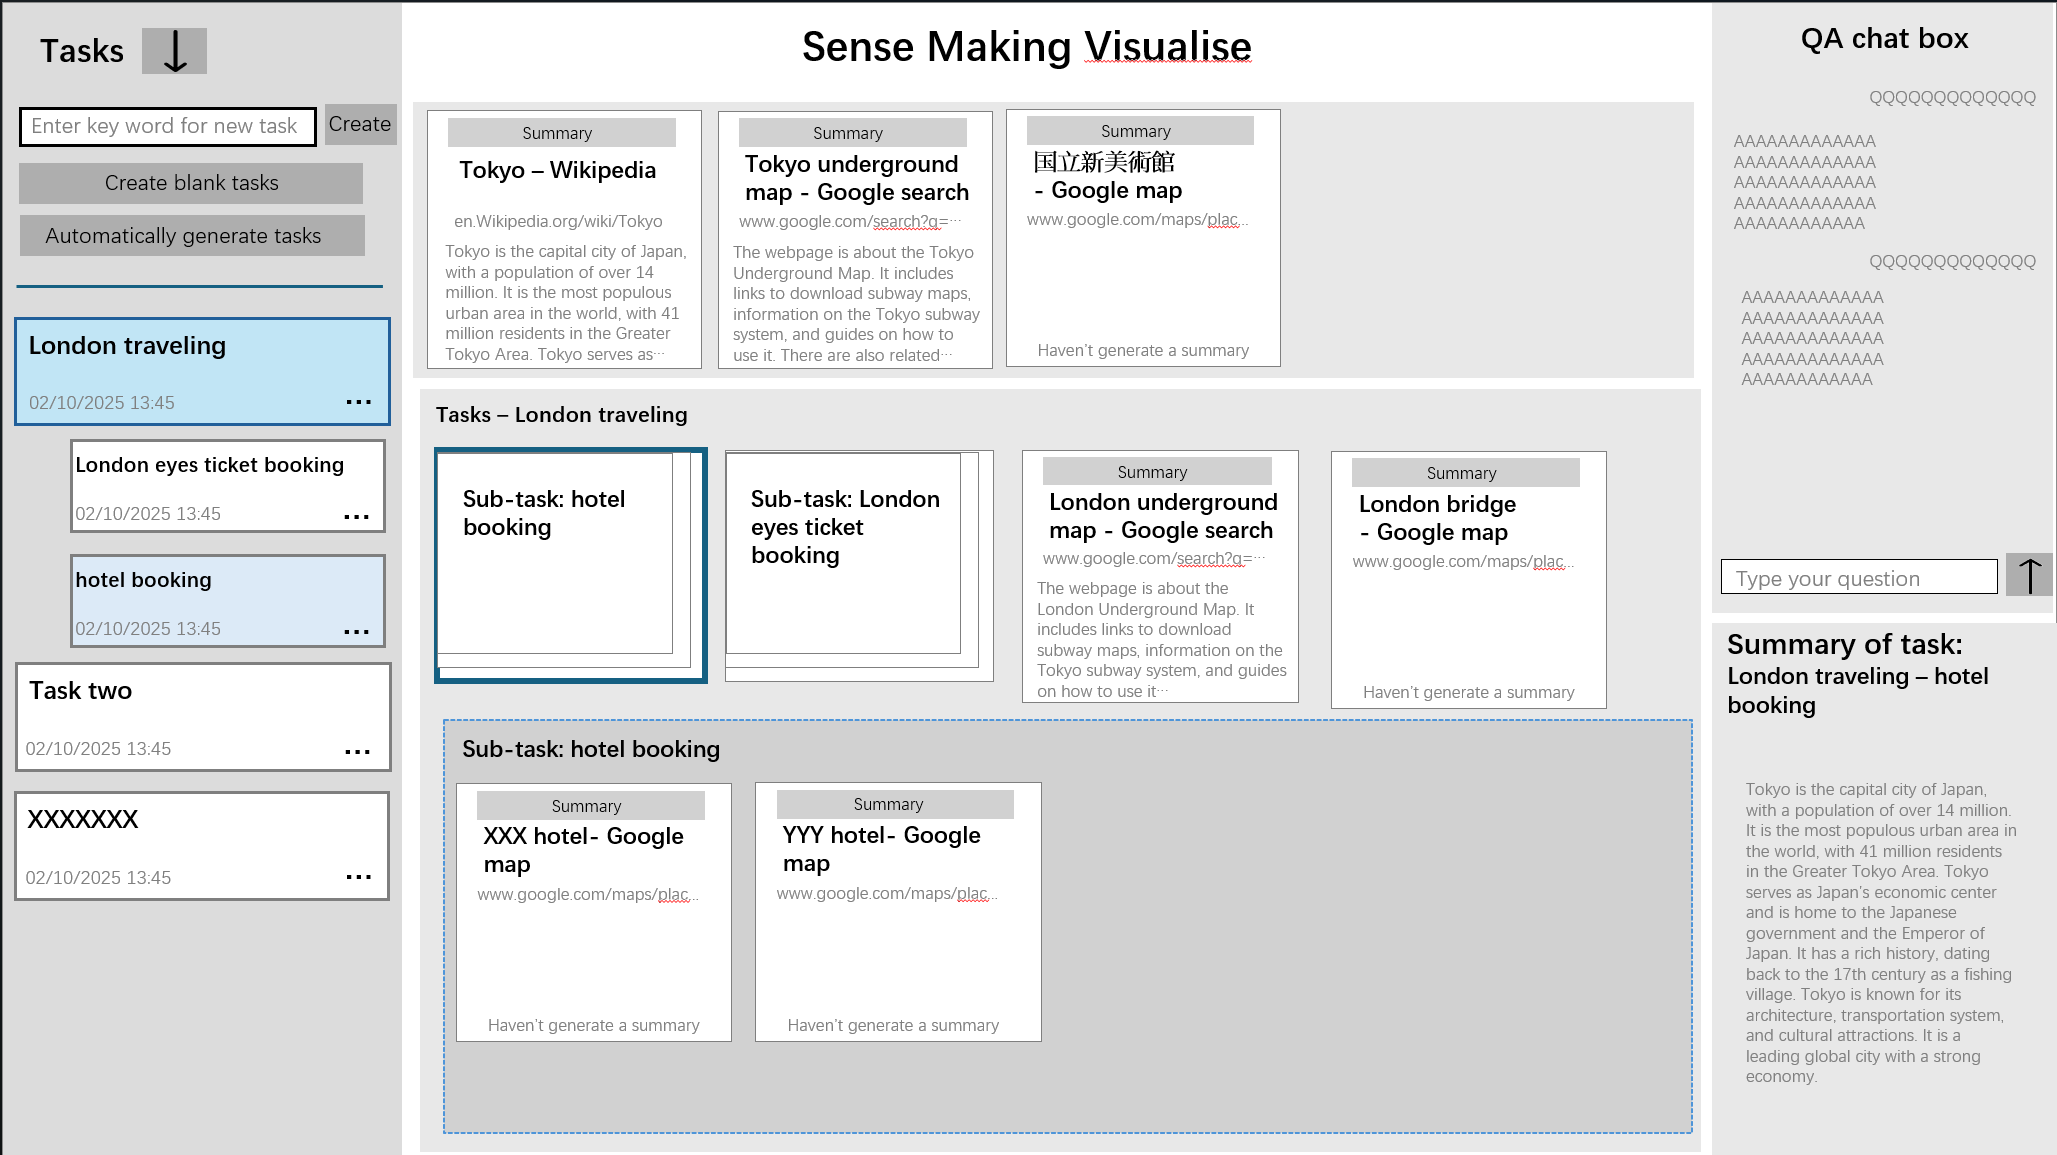 Tasks
Enter key word for new task
Create
Create blank tasks
Automatically generate tasks
London traveling
02/10/2025 13:45
...
London eyes ticket booking
02/10/2025 13:45
...
hotel booking
02/10/2025 13:45
...
Task two
02/10/2025 13:45
...
XXXXXXX
02/10/2025 13:45
...
Sense Making Visualise
Summary
Tokyo – Wikipedia
en.Wikipedia.org/wiki/Tokyo
Tokyo is the capital city of Japan,
with a population of over 14
million. It is the most populous
urban area in the world, with 41
million residents in the Greater
Tokyo Area. Tokyo serves as…
Summary
Tokyo underground
map - Google search
www.google.com/search?q=…
The webpage is about the Tokyo
Underground Map. It includes
links to download subway maps,
information on the Tokyo subway
system, and guides on how to
use it. There are also related…
Summary
国立新美術館
- Google map
www.google.com/maps/plac...
Haven't generate a summary
Tasks – London traveling
Sub-task: hotel
booking
Sub-task: London
eyes ticket
booking
Summary
London underground
map - Google search
www.google.com/search?q=…
The webpage is about the
London Underground Map. It
includes links to download
subway maps, information on the
Tokyo subway system, and guides
on how to use it…
Summary
London bridge
- Google map
www.google.com/maps/plac...
Haven't generate a summary
Sub-task: hotel booking
Summary
XXX hotel- Google
map
www.google.com/maps/plac...
Haven't generate a summary
Summary
YYY hotel- Google
map
www.google.com/maps/plac...
Haven't generate a summary
QA chat box
QQQQQQQQQQQQQ
AAAAAAAAAAAAA
AAAAAAAAAAAAA
AAAAAAAAAAAAA
AAAAAAAAAAAAA
AAAAAAAAAAAA
QQQQQQQQQQQQQ
AAAAAAAAAAAAA
AAAAAAAAAAAAA
AAAAAAAAAAAAA
AAAAAAAAAAAAA
AAAAAAAAAAAA
Type your question
Summary of task:
London traveling – hotel
booking
Tokyo is the capital city of Japan,
with a population of over 14 million.
It is the most populous urban area in
the world, with 41 million residents
in the Greater Tokyo Area. Tokyo
serves as Japan's economic center
and is home to the Japanese
government and the Emperor of
Japan. It has a rich history, dating
back to the 17th century as a fishing
village. Tokyo is known for its
architecture, transportation system,
and cultural attractions. It is a
leading global city with a strong
economy.